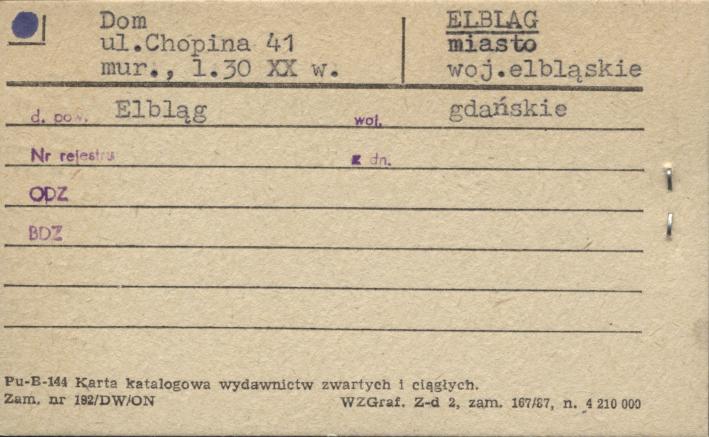 Dom
ul.Chopina 41
mur., l.30 XX w.
ELBLĄG
miasto
woj.elbląskie
d. pow. Elbląg woj. gdańskie
Nr rejestru z dn.
ODZ
BDZ
Pu-B-144 Karta katalogowa wydawnictw zwartych i ciągłych.
Zam. nr 182/DW/ON WZGraf. Z-d 2, zam. 167/87, n. 4 210 000